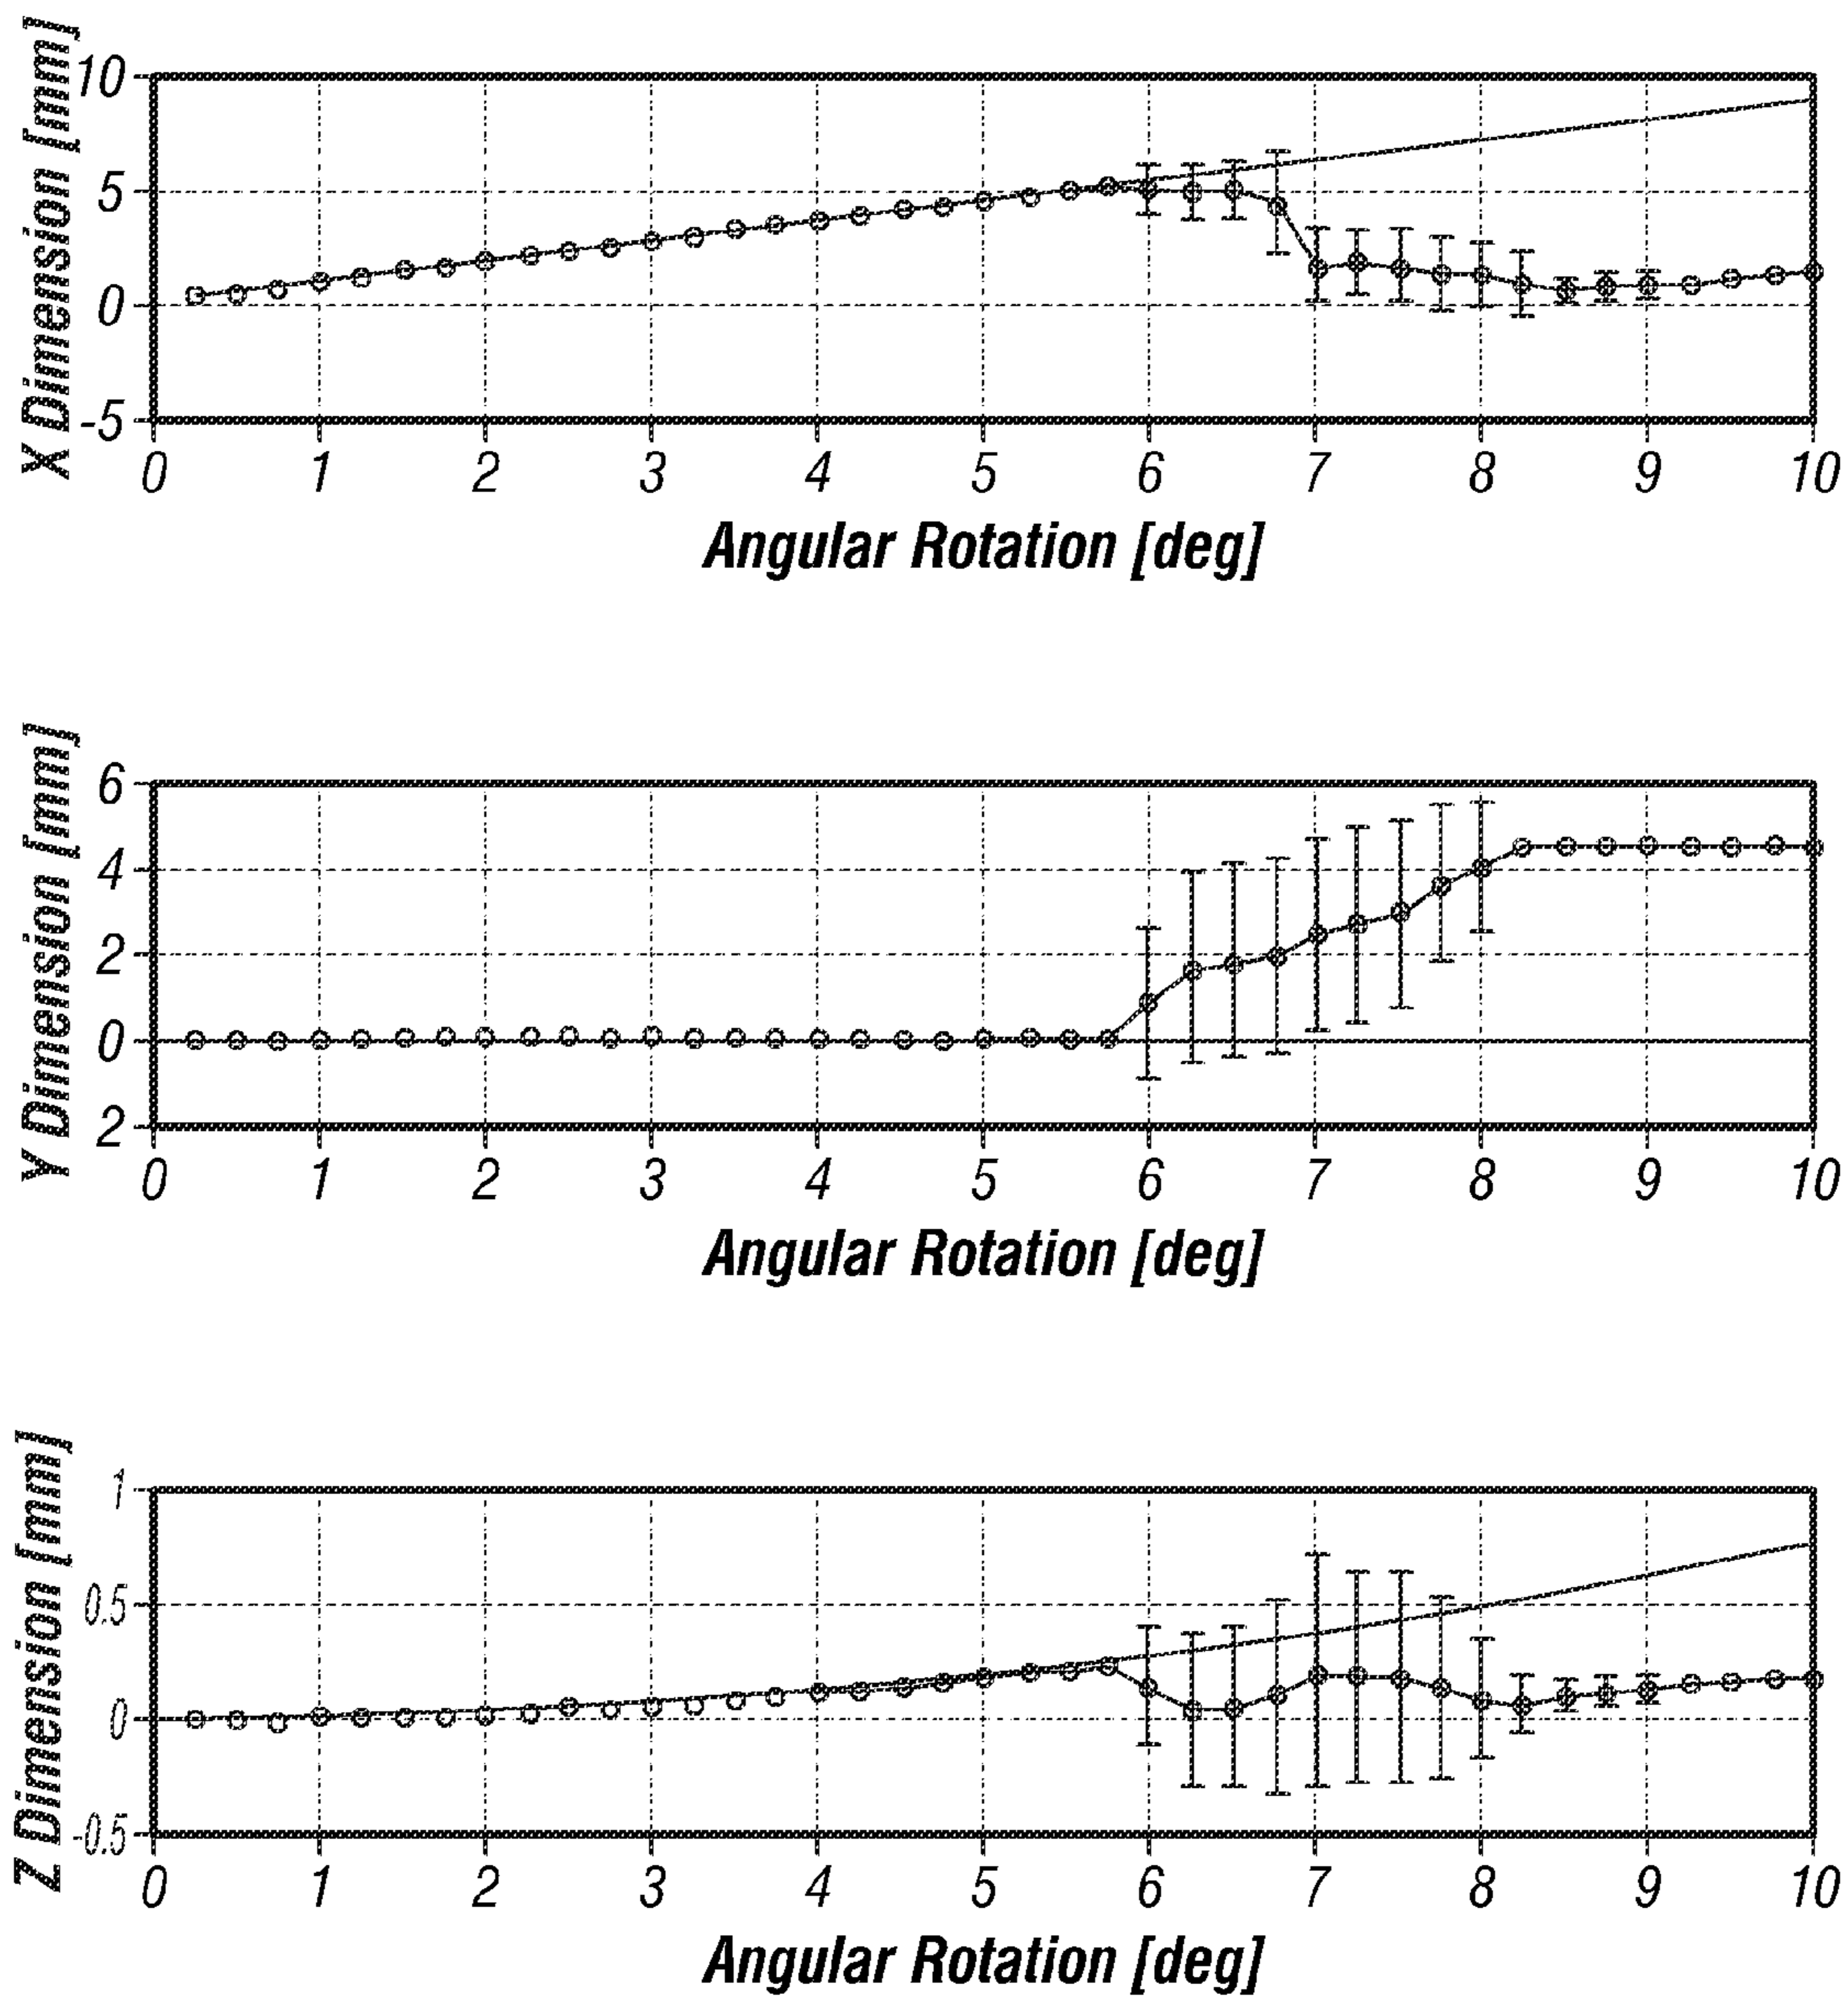 X Dimension [mm]
10
5
0
-5
0 1 2 3 4 5 6 7 8 9 10
Angular Rotation [deg]
Y Dimension [mm]
6
4
2
0
2
0 1 2 3 4 5 6 7 8 9 10
Angular Rotation [deg]
Z Dimension [mm]
1
0.5
0
-0.5
0 1 2 3 4 5 6 7 8 9 10
Angular Rotation [deg]